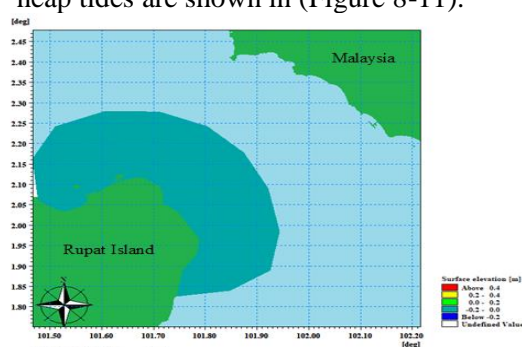 neap tides are shown in (Figure 8-11).
[deg]
2.45
2.40
2.35
2.30
2.25
2.20
2.15
2.10
2.05
2.00
1.95
1.90
1.85
1.80
Malaysia
Rupat Island
N
101.50 101.60 101.70 101.80 101.90 102.00 102.10 102.20
[deg]
Surface elevation [m]
Above 0.4
0.2 - 0.4
0.0 - 0.2
-0.2 - 0.0
Below -0.2
Undefined Value